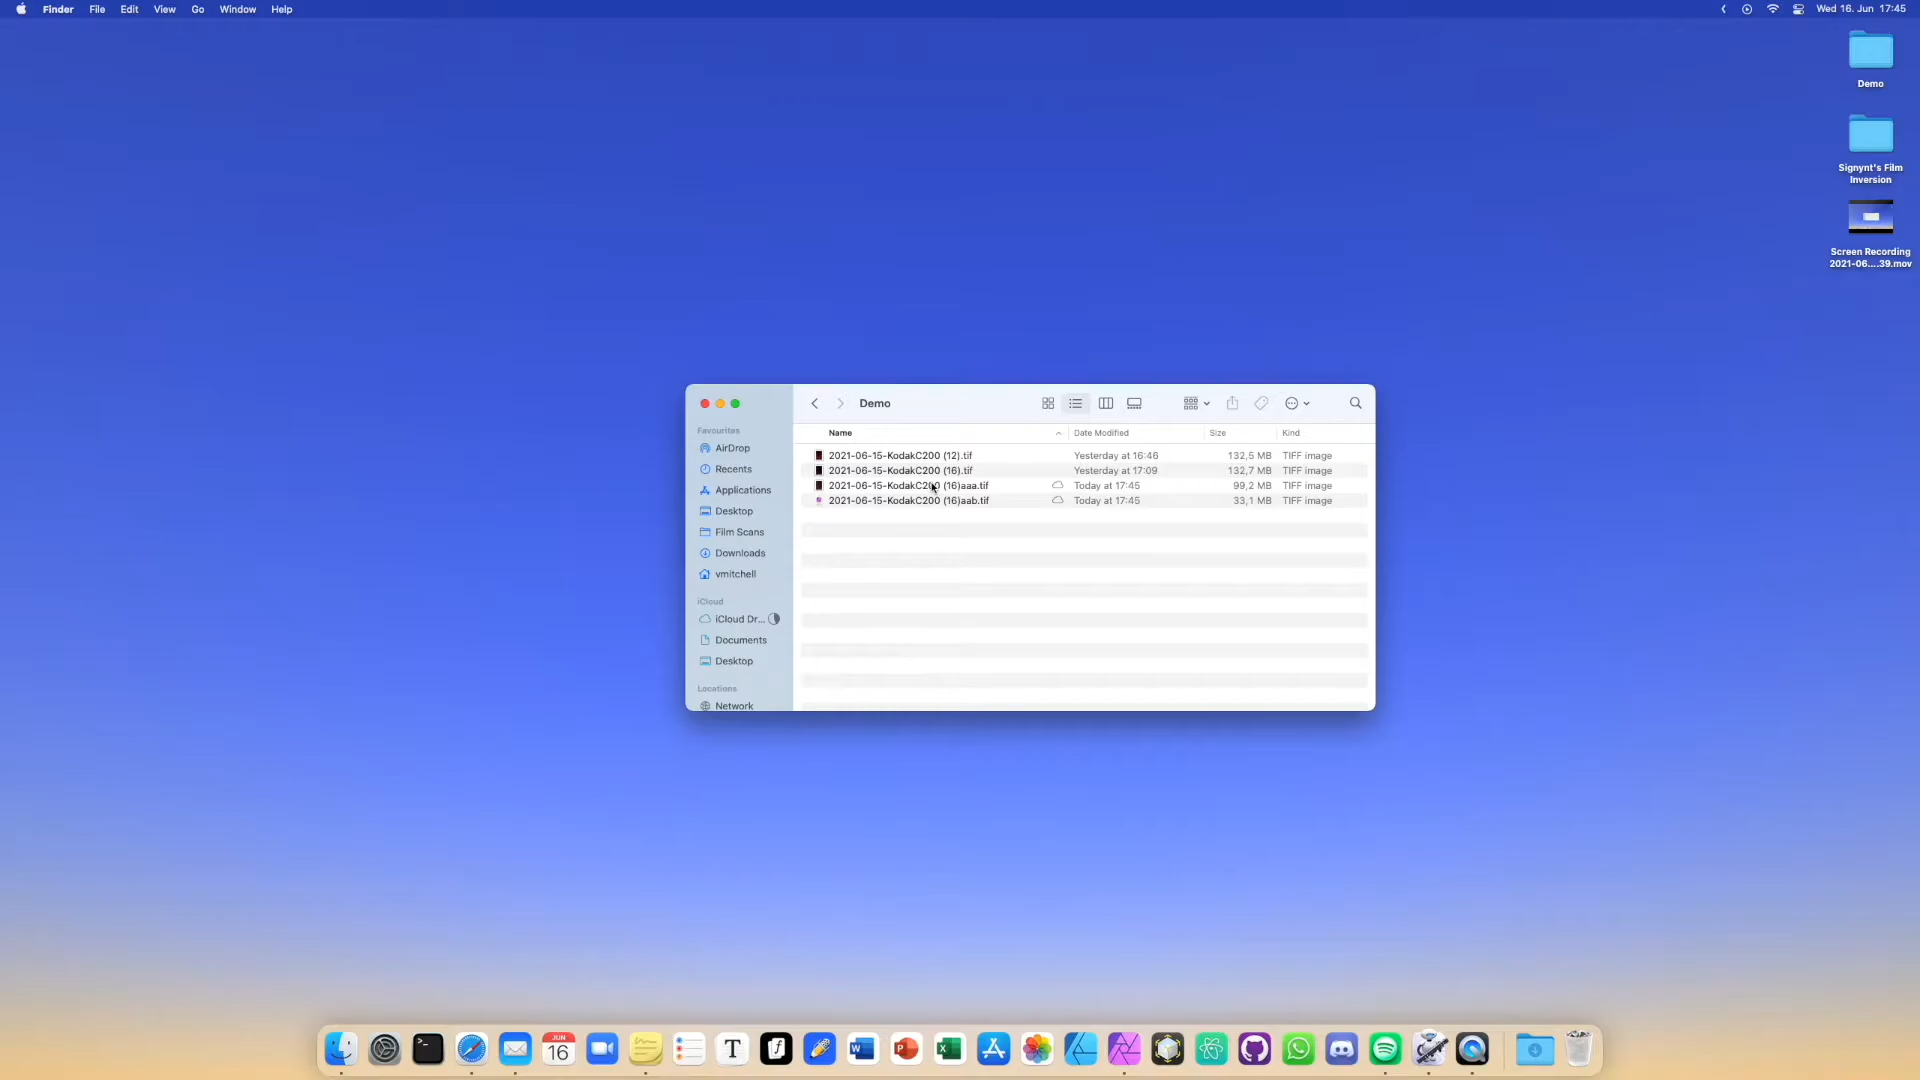 Finder File Edit View Go Window Help
Wed 16. Jun 17:45
Demo
Signynt's Film
Inversion
Screen Recording
2021-06....39.mov
Demo
Name Date Modified Size Kind
2021-06-15-KodakC200 (12).tif Yesterday at 16:46 132,5 MB TIFF image
2021-06-15-KodakC200 (16).tif Yesterday at 17:09 132,7 MB TIFF image
2021-06-15-KodakC200 (16)aaa.tif Today at 17:45 99,2 MB TIFF image
2021-06-15-KodakC200 (16)aab.tif Today at 17:45 33,1 MB TIFF image
Favourites
AirDrop
Recents
Applications
Desktop
Film Scans
Downloads
vmitchell
iCloud
iCloud Dr...
Documents
Desktop
Locations
Network
JUN
16